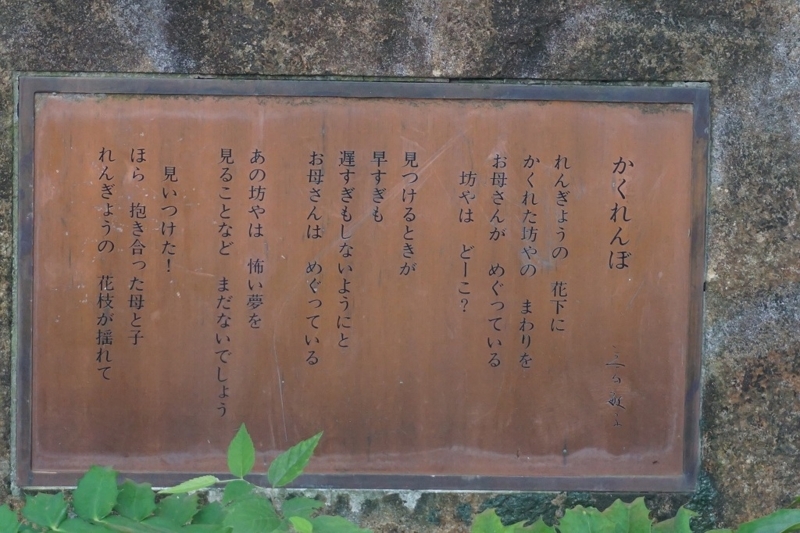 かくれんぼ
れんぎょうの　花下に
かくれた坊やの　まわりを
お母さんが　めぐっている
坊やは　どーこ？
見つけるときが
早すぎも
遅すぎもしないようにと
お母さんは　めぐっている
あの坊やは　怖い夢を
見ることなど　まだないでしょう
見いつけた！
ほら　抱き合った母と子
れんぎょうの　花枝が揺れて